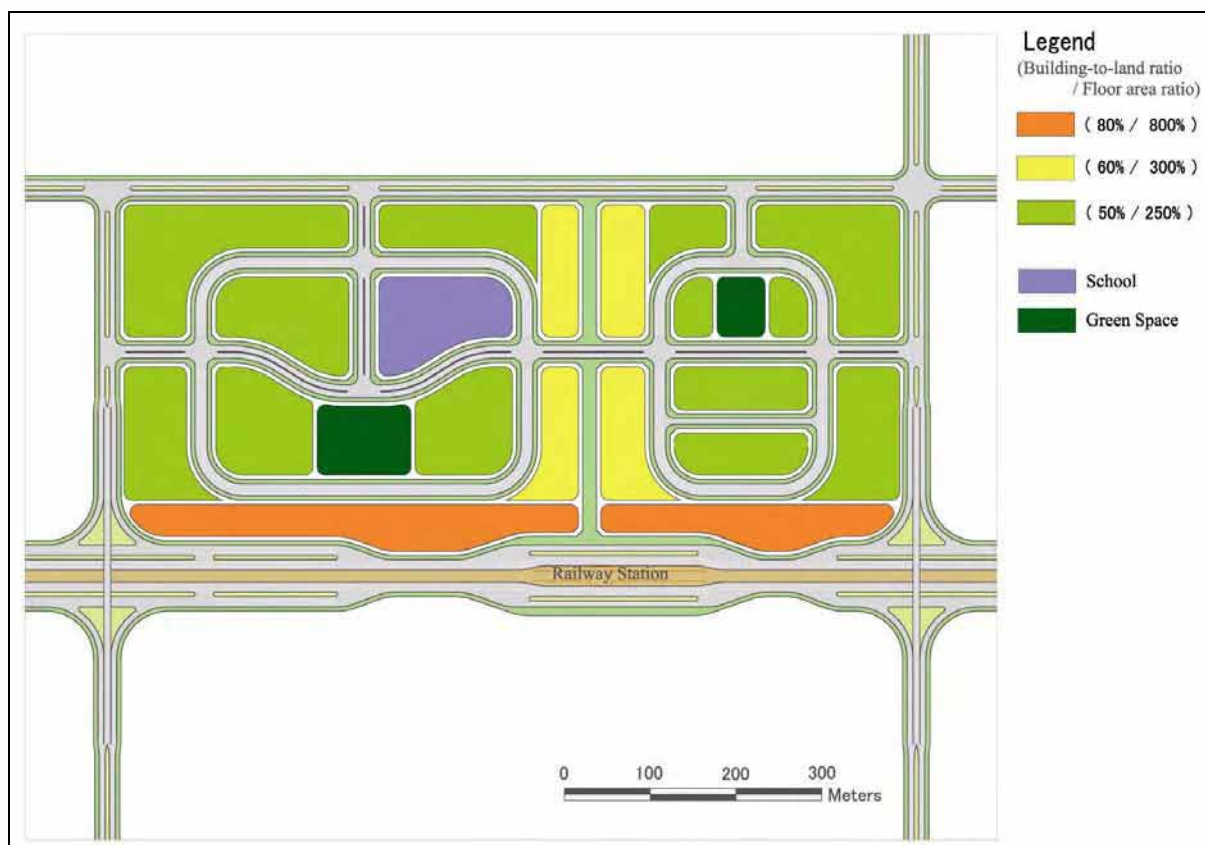 Legend
(Building-to-land ratio
/ Floor area ratio)
( 80% / 800% )
( 60% / 300% )
( 50% / 250% )
School
Green Space
Railway Station
0 100 200 300
Meters